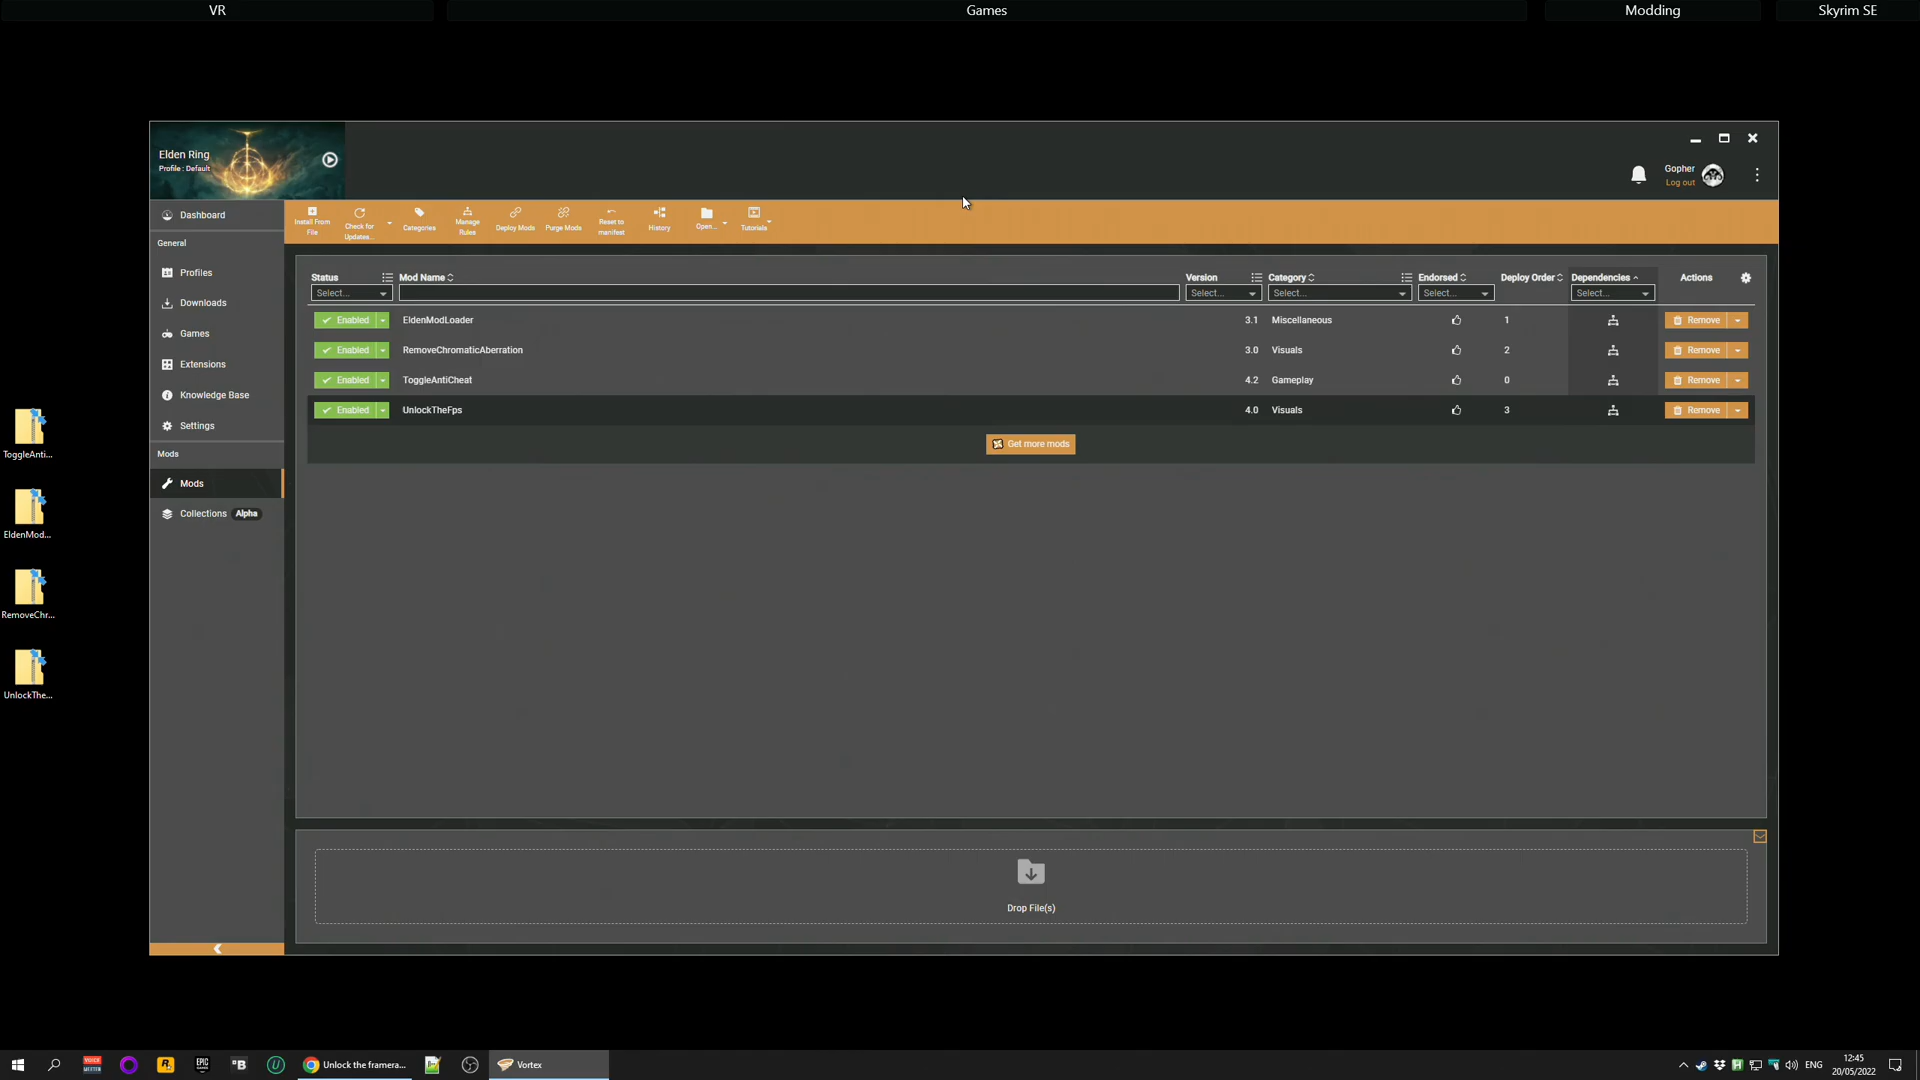 VR
Games
Modding
Skyrim SE
Elden Ring
Profile : Default
Gopher
Log out
Dashboard
General
Profiles
Downloads
Games
Extensions
Knowledge Base
Settings
Mods
Mods
Collections Alpha
Install From
File
Check for
Updates...
Categories
Manage
Rules
Deploy Mods
Purge Mods
Reset to
manifest
History
Open...
Tutorials
Status Mod Name Version Category Endorsed Deploy Order Dependencies Actions
Select... Select... Select... Select... Select...
Enabled EldenModLoader 3.1 Miscellaneous 1 Remove
Enabled RemoveChromaticAberration 3.0 Visuals 2 Remove
Enabled ToggleAntiCheat 4.2 Gameplay 0 Remove
Enabled UnlockTheFps 4.0 Visuals 3 Remove
Get more mods
Drop File(s)
ToggleAnti...
EldenMod...
RemoveChr...
UnlockThe...
VOICE
MEETER
R
EPIC
GAMES
B
U
Unlock the framera...
Vortex
ENG
12:45
20/05/2022